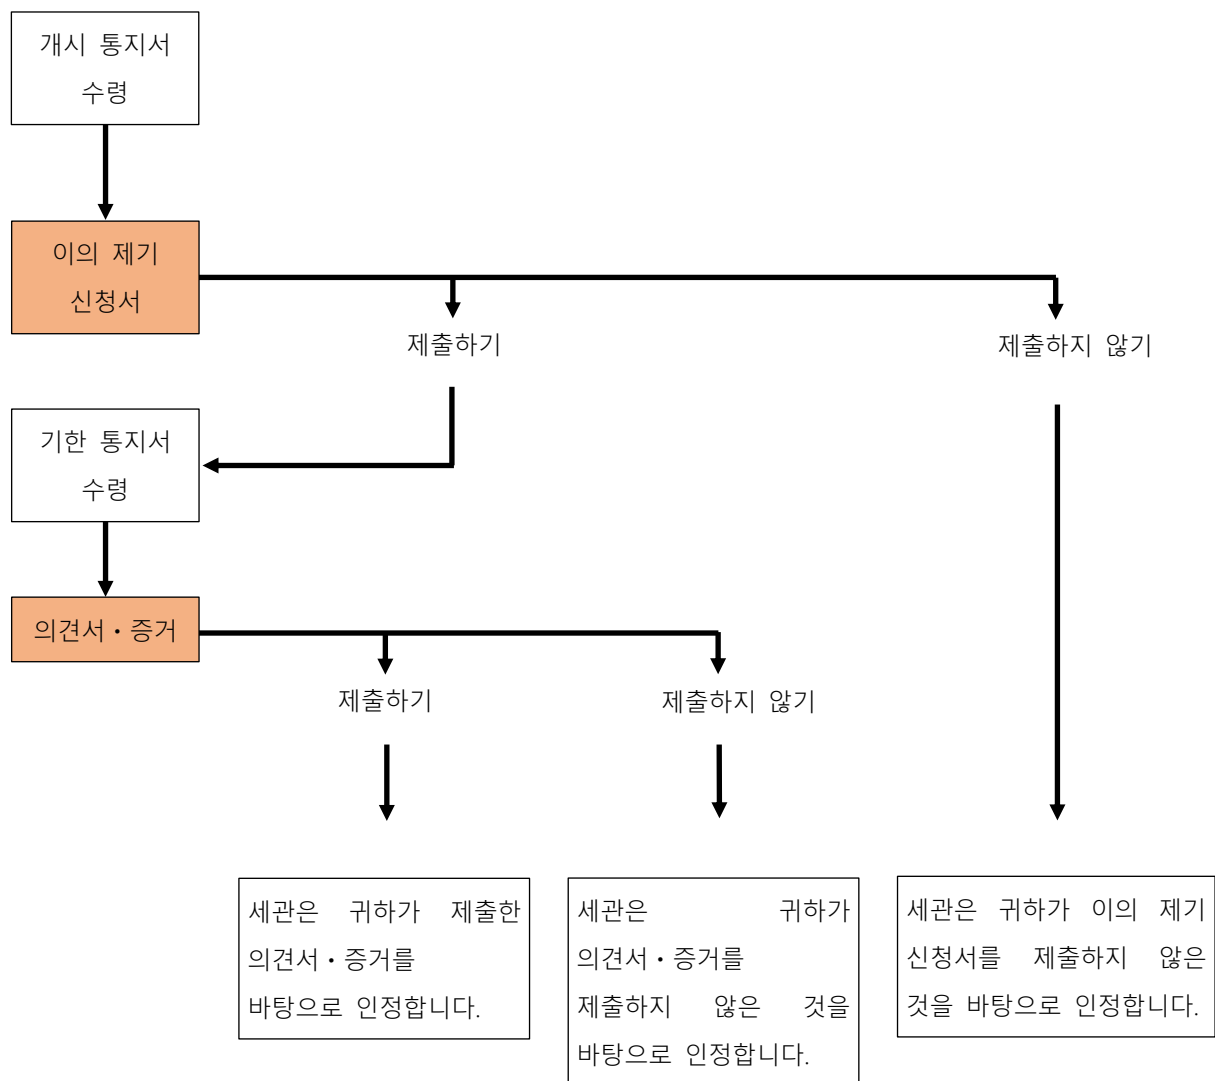 개시 통지서
수령
이의 제기
신청서
제출하기
제출하지 않기
기한 통지서
수령
의견서・증거
제출하기
제출하지 않기
세관은 귀하가 제출한
의견서・증거를
바탕으로 인정합니다.
세관은 귀하가
의견서・증거를
제출하지 않은 것을
바탕으로 인정합니다.
세관은 귀하가 이의 제기
신청서를 제출하지 않은
것을 바탕으로 인정합니다.